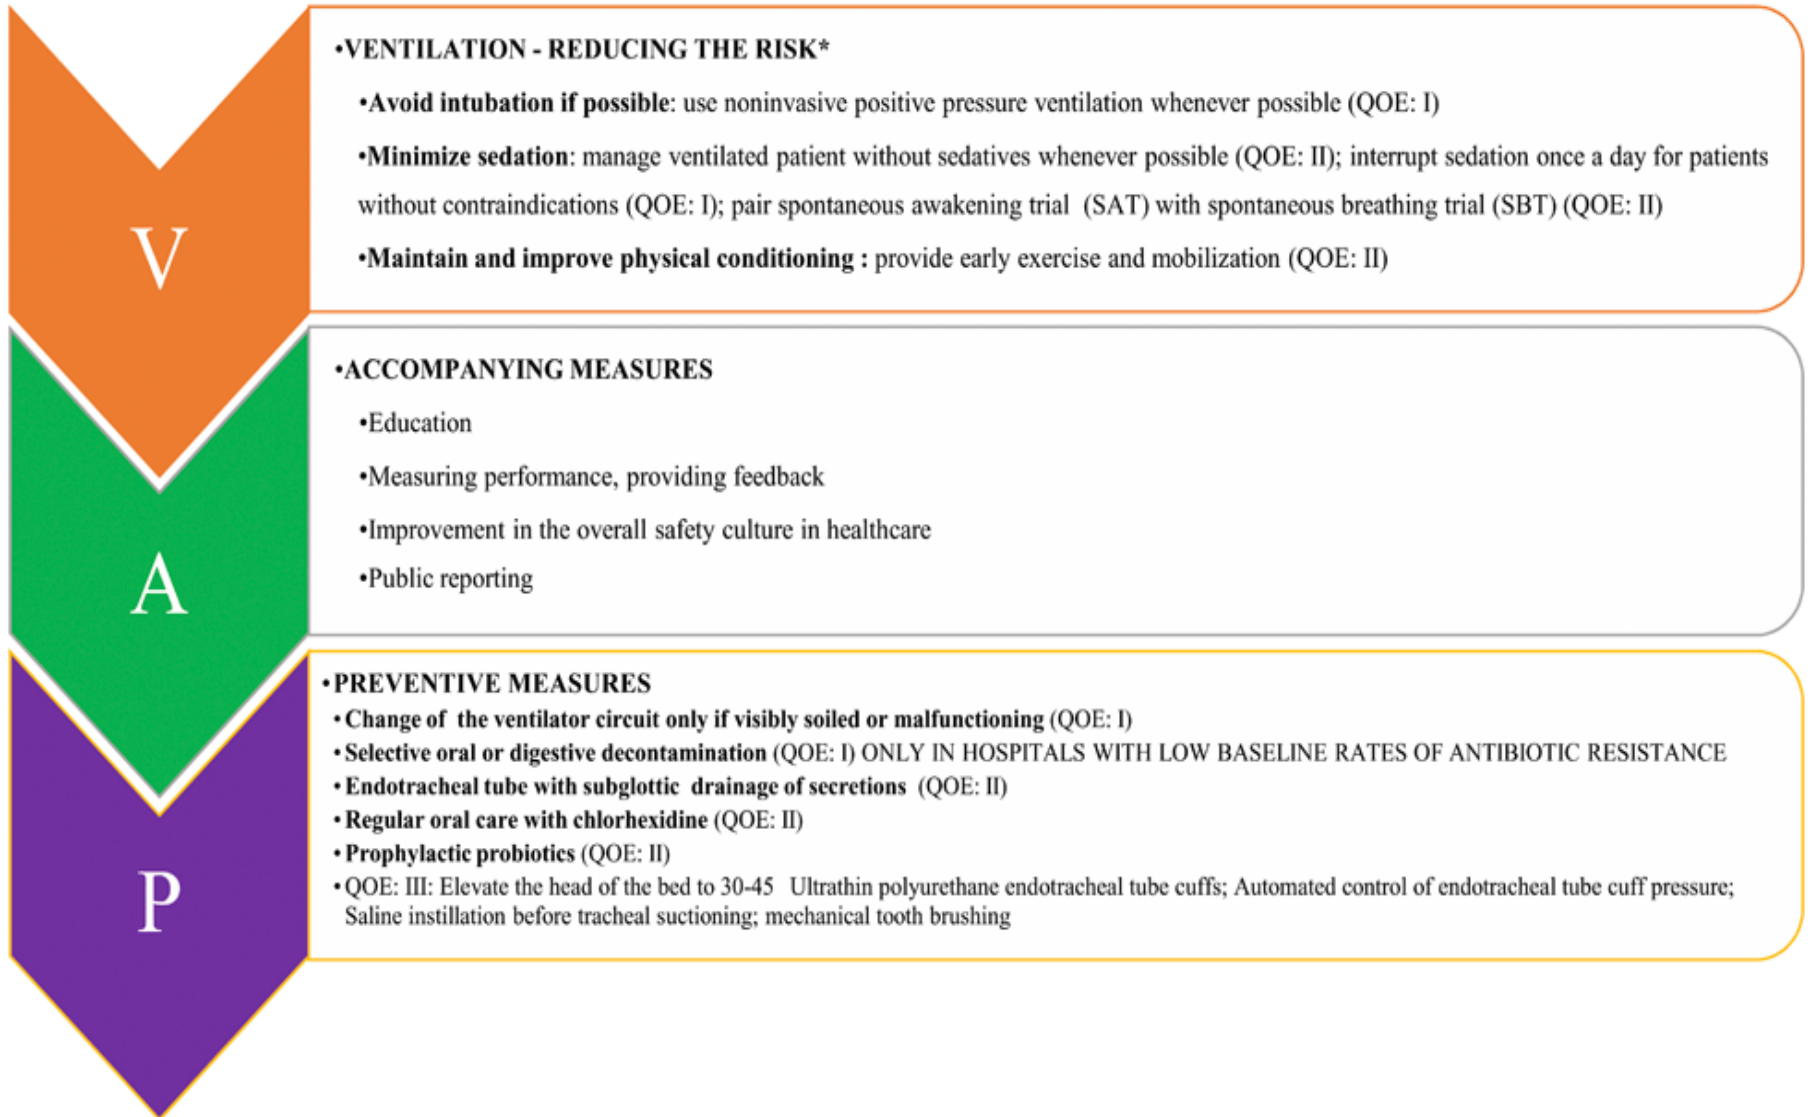 V
•VENTILATION - REDUCING THE RISK*
•Avoid intubation if possible: use noninvasive positive pressure ventilation whenever possible (QOE: I)
•Minimize sedation: manage ventilated patient without sedatives whenever possible (QOE: II); interrupt sedation once a day for patients
without contraindications (QOE: I); pair spontaneous awakening trial (SAT) with spontaneous breathing trial (SBT) (QOE: II)
•Maintain and improve physical conditioning : provide early exercise and mobilization (QOE: II)
A
•ACCOMPANYING MEASURES
•Education
•Measuring performance, providing feedback
•Improvement in the overall safety culture in healthcare
•Public reporting
P
•PREVENTIVE MEASURES
•Change of the ventilator circuit only if visibly soiled or malfunctioning (QOE: I)
•Selective oral or digestive decontamination (QOE: I) ONLY IN HOSPITALS WITH LOW BASELINE RATES OF ANTIBIOTIC RESISTANCE
•Endotracheal tube with subglottic drainage of secretions (QOE: II)
•Regular oral care with chlorhexidine (QOE: II)
•Prophylactic probiotics (QOE: II)
•QOE: III: Elevate the head of the bed to 30-45 Ultrathin polyurethane endotracheal tube cuffs; Automated control of endotracheal tube cuff pressure;
Saline instillation before tracheal suctioning; mechanical tooth brushing